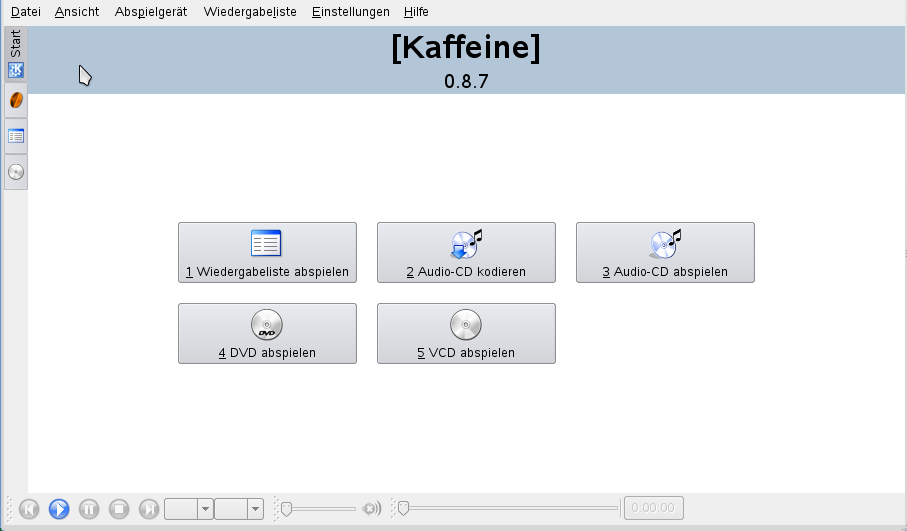 Datei Ansicht Abspielgerät Wiedergabeliste Einstellungen Hilfe
Start
[Kaffeine]
0.8.7
1 Wiedergabeliste abspielen
2 Audio-CD kodieren
3 Audio-CD abspielen
DVD
4 DVD abspielen
5 VCD abspielen
0:00:00